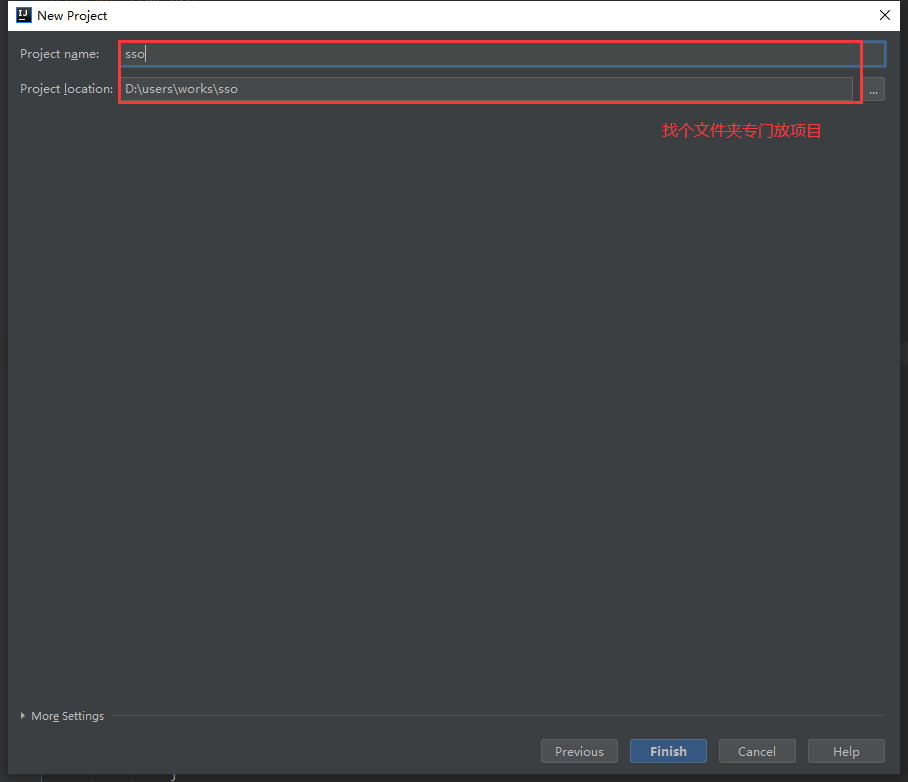 New Project
Project name: sso
Project location: D:\users\works\sso ...
找个文件夹专门放项目
More Settings
Previous Finish Cancel Help